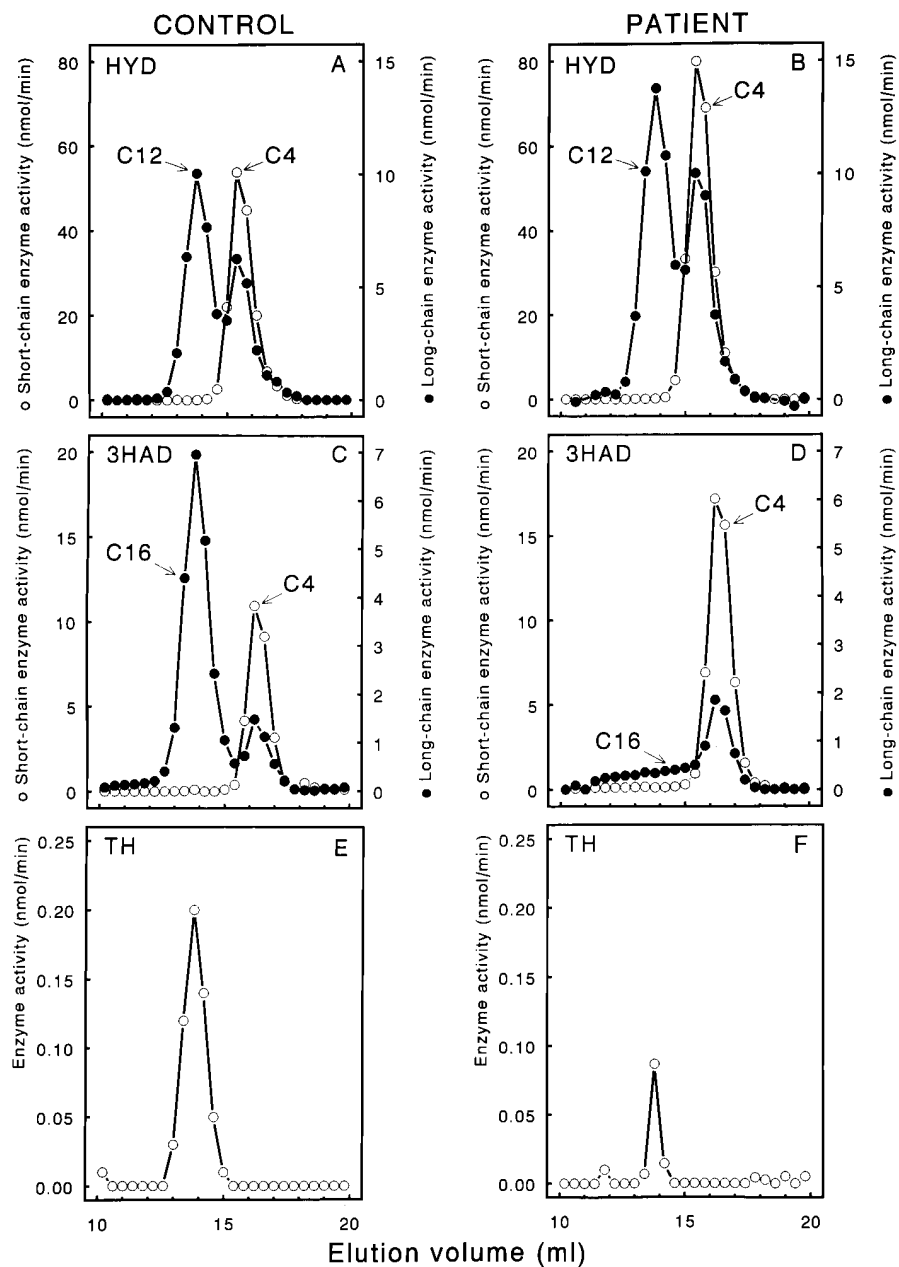 CONTROL
PATIENT
HYD
A
C12
C4
○ Short-chain enzyme activity (nmol/min)
80
60
40
20
0
● Long-chain enzyme activity (nmol/min)
15
10
5
0
HYD
B
C12
C4
○ Short-chain enzyme activity (nmol/min)
80
60
40
20
0
● Long-chain enzyme activity (nmol/min)
15
10
5
0
3HAD
C
C16
C4
○ Short-chain enzyme activity (nmol/min)
20
15
10
5
0
● Long-chain enzyme activity (nmol/min)
7
6
5
4
3
2
1
0
3HAD
D
C16
C4
○ Short-chain enzyme activity (nmol/min)
20
15
10
5
0
● Long-chain enzyme activity (nmol/min)
7
6
5
4
3
2
1
0
TH
E
Enzyme activity (nmol/min)
0.25
0.20
0.15
0.10
0.05
0.00
10 15 20
TH
F
Enzyme activity (nmol/min)
0.25
0.20
0.15
0.10
0.05
0.00
10 15 20
Elution volume (ml)